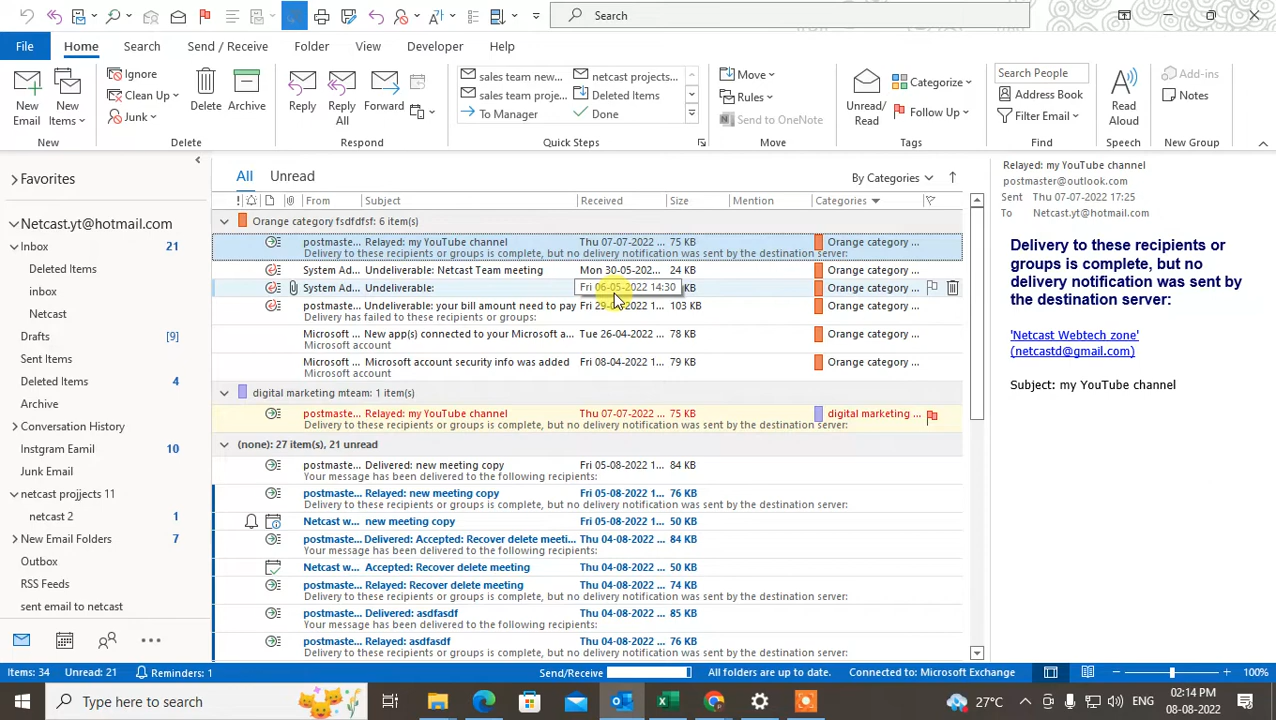 Search
File Home Search Send / Receive Folder View Developer Help
New Email
New Items
Ignore
Clean Up
Junk
Delete
Archive
Reply
Reply All
Forward
sales team new...
sales team proje...
To Manager
netcast projects...
Deleted Items
Done
Move
Rules
Send to OneNote
Unread/ Read
Categorize
Follow Up
Search People
Address Book
Filter Email
Read Aloud
Add-ins
Notes
New Delete Respond Quick Steps Move Tags Find Speech New Group
Favorites
Netcast.yt@hotmail.com
Inbox 21
Deleted Items
inbox
Netcast
Drafts [9]
Sent Items
Deleted Items 4
Archive
Conversation History
Instgram Eamil 10
Junk Email
netcast projjects 11
netcast 2 1
New Email Folders 7
Outbox
RSS Feeds
sent email to netcast
All Unread By Categories
From Subject Received Size Mention Categories
Orange category fsdfdfsf: 6 item(s)
postmaste... Relayed: my YouTube channel Thu 07-07-2022 ... 75 KB Orange category ...
Delivery to these recipients or groups is complete, but no delivery notification was sent by the destination server:
System Ad... Undeliverable: Netcast Team meeting Mon 30-05-202... 24 KB Orange category ...
System Ad... Undeliverable: Fri 06-05-2022 14:30 KB Orange category ...
postmaste... Undeliverable: your bill amount need to pay Fri 29-04-2022 1... 103 KB Orange category ...
Delivery has failed to these recipients or groups:
Microsoft ... New app(s) connected to your Microsoft a... Tue 26-04-2022 ... 78 KB Orange category ...
Microsoft account
Microsoft ... Microsoft account security info was added Fri 08-04-2022 1... 79 KB Orange category ...
Microsoft account
digital marketing mteam: 1 item(s)
postmaste... Relayed: my YouTube channel Thu 07-07-2022 ... 75 KB digital marketing ...
Delivery to these recipients or groups is complete, but no delivery notification was sent by the destination server:
(none): 27 item(s), 21 unread
postmaste... Delivered: new meeting copy Fri 05-08-2022 1... 84 KB
Your message has been delivered to the following recipients:
postmaste... Relayed: new meeting copy Fri 05-08-2022 1... 76 KB
Delivery to these recipients or groups is complete, but no delivery notification was sent by the destination server:
Netcast w... new meeting copy Fri 05-08-2022 1... 50 KB
postmaste... Delivered: Accepted: Recover delete meeti... Thu 04-08-2022 ... 84 KB
Your message has been delivered to the following recipients:
Netcast w... Accepted: Recover delete meeting Thu 04-08-2022 ... 50 KB
postmaste... Relayed: Recover delete meeting Thu 04-08-2022 ... 74 KB
Delivery to these recipients or groups is complete, but no delivery notification was sent by the destination server:
postmaste... Delivered: asdfasdf Thu 04-08-2022 ... 85 KB
Your message has been delivered to the following recipients:
postmaste... Relayed: asdfasdf Thu 04-08-2022 ... 76 KB
Delivery to these recipients or groups is complete, but no delivery notification was sent by the destination server:
Relayed: my YouTube channel
postmaster@outlook.com
Sent Thu 07-07-2022 17:25
To Netcast.yt@hotmail.com
Delivery to these recipients or
groups is complete, but no
delivery notification was sent by
the destination server:
'Netcast Webtech zone'
(netcastd@gmail.com)
Subject: my YouTube channel
Items: 34 Unread: 21 Reminders: 1 Send/Receive All folders are up to date. Connected to: Microsoft Exchange 100%
Type here to search 27°C ENG 02:14 PM
08-08-2022